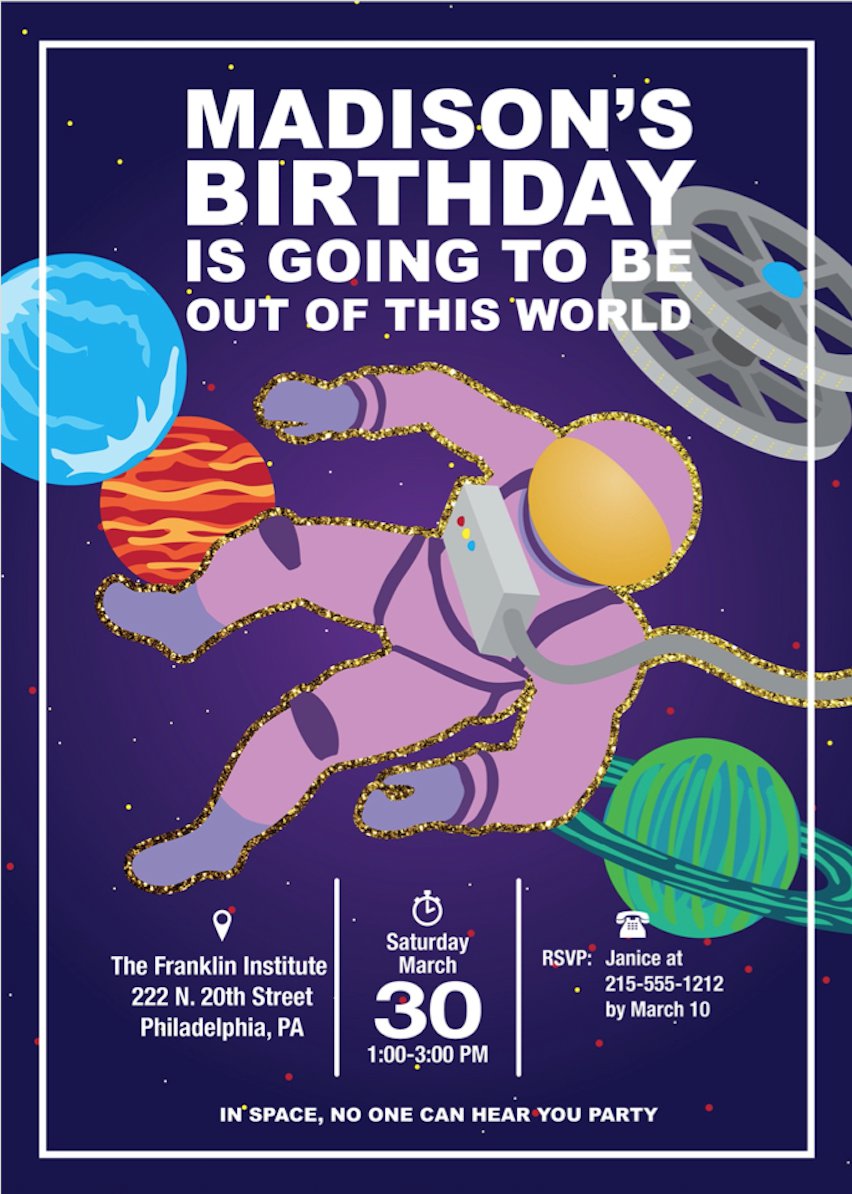 MADISON'S
BIRTHDAY
IS GOING TO BE
OUT OF THIS WORLD
The Franklin Institute
222 N. 20th Street
Philadelphia, PA
Saturday
March
30
1:00-3:00 PM
RSVP: Janice at
215-555-1212
by March 10
IN SPACE, NO ONE CAN HEAR YOU PARTY